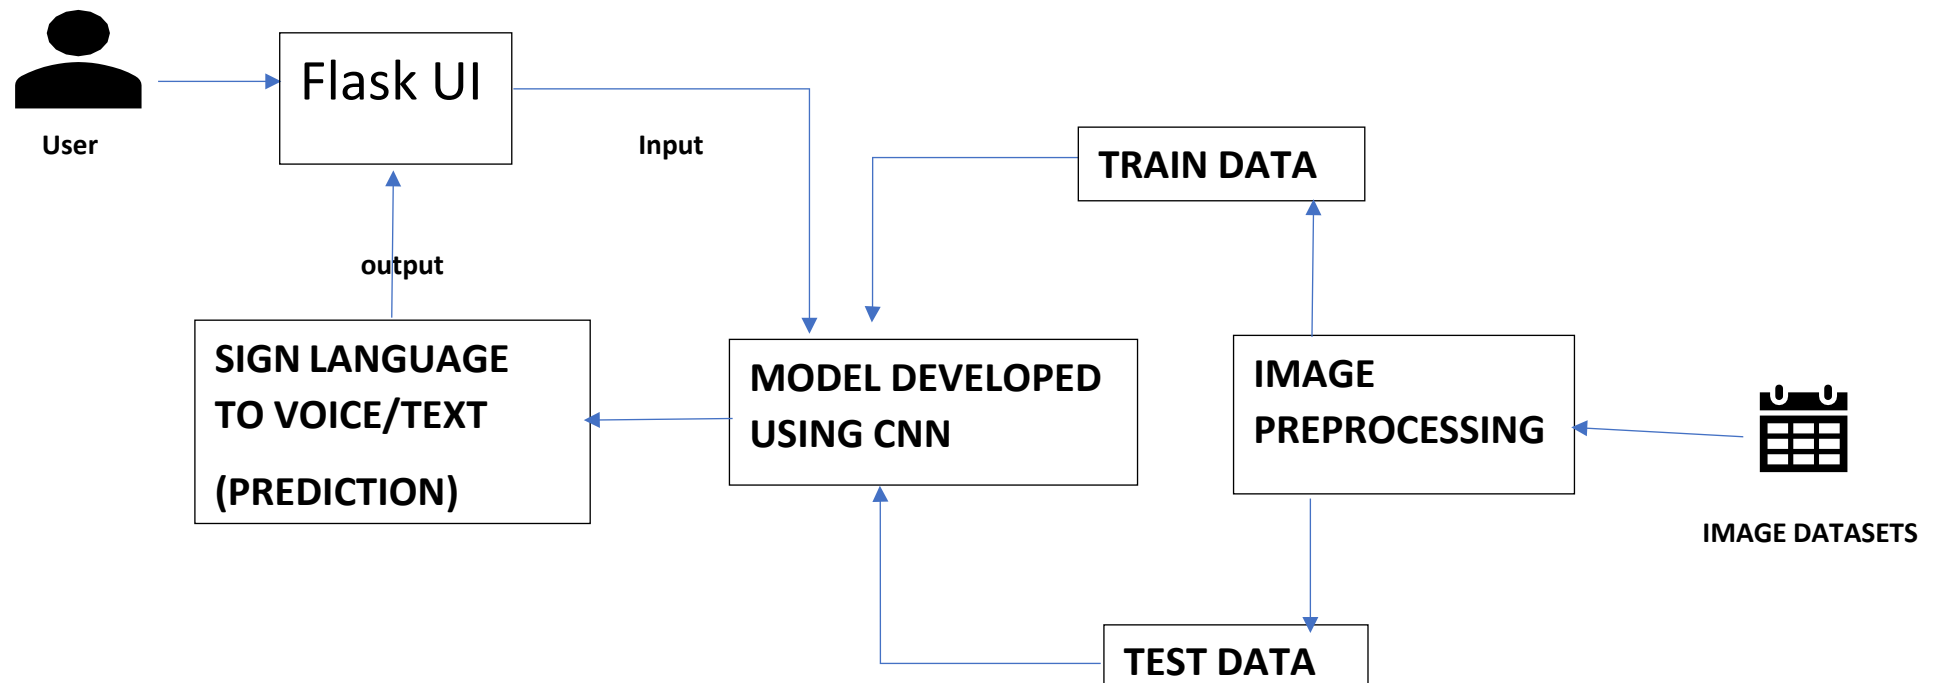 Flask UI
User
Input
TRAIN DATA
output
SIGN LANGUAGE
TO VOICE/TEXT
(PREDICTION)
MODEL DEVELOPED
USING CNN
IMAGE
PREPROCESSING
IMAGE DATASETS
TEST DATA